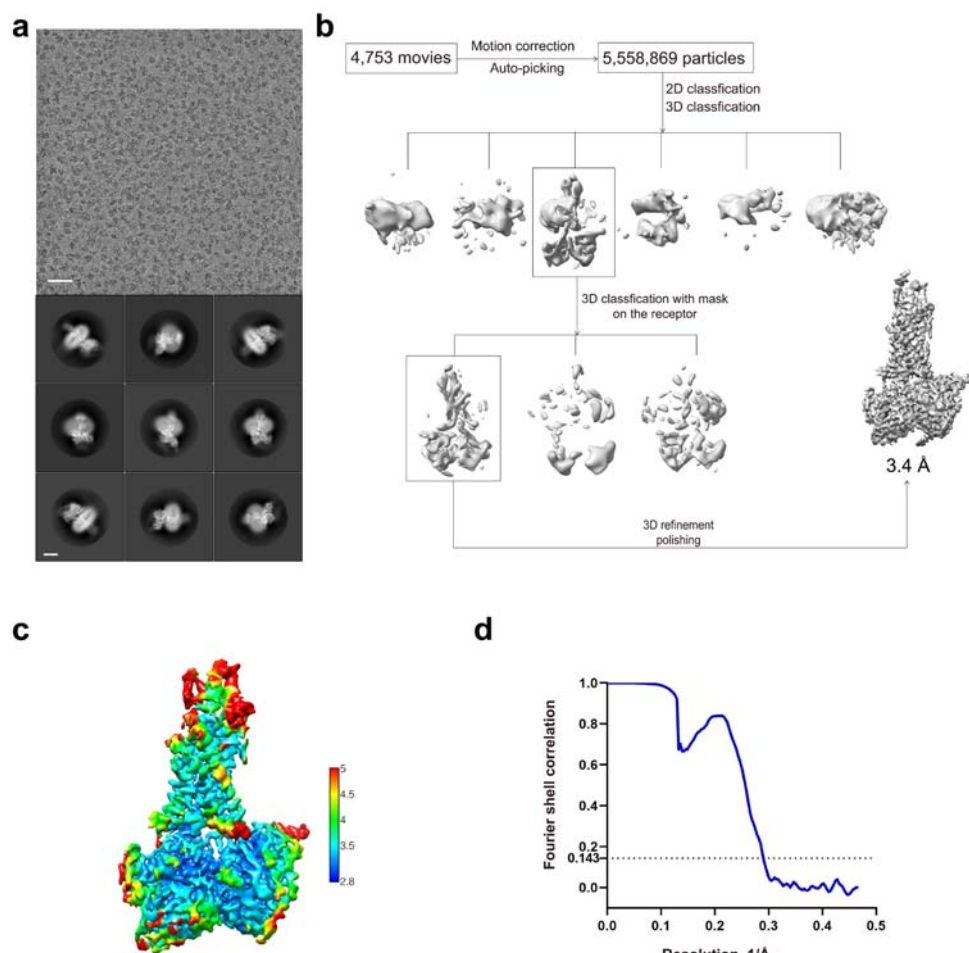 a
b
4,753 movies
Motion correction
Auto-picking
5,558,869 particles
2D classfication
3D classfication
3D classfication with mask
on the receptor
3.4 Å
3D refinement
polishing
c
5
4.5
4
3.5
2.8
d
Fourier shell correlation
1.0
0.8
0.6
0.4
0.2
0.143
0.0
0.0 0.1 0.2 0.3 0.4 0.5
Resolution, 1/Å